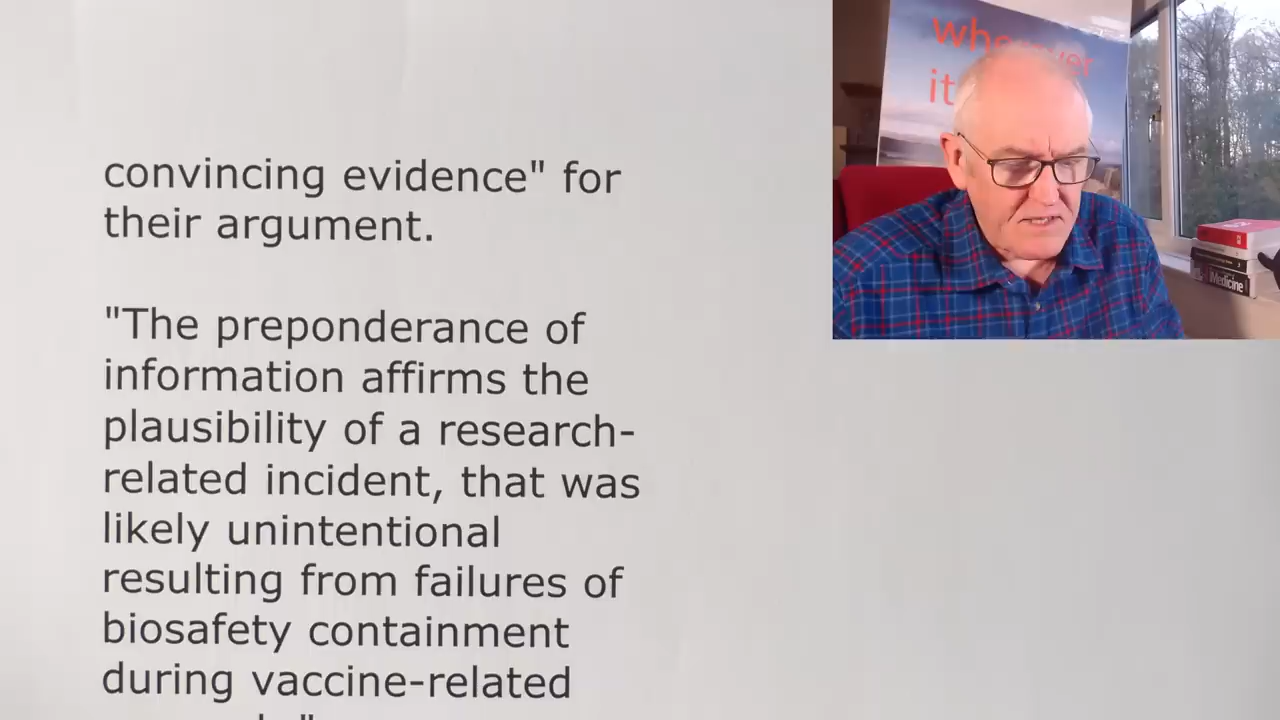 convincing evidence" for
their argument.
"The preponderance of
information affirms the
plausibility of a research-
related incident, that was
likely unintentional
resulting from failures of
biosafety containment
during vaccine-related
it
Medicine